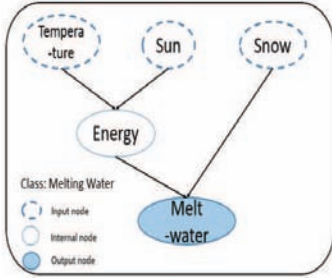 Tempera
-ture
Sun
Snow
Energy
Class: Melting Water
Input node
Internal node
Output node
Melt
-water